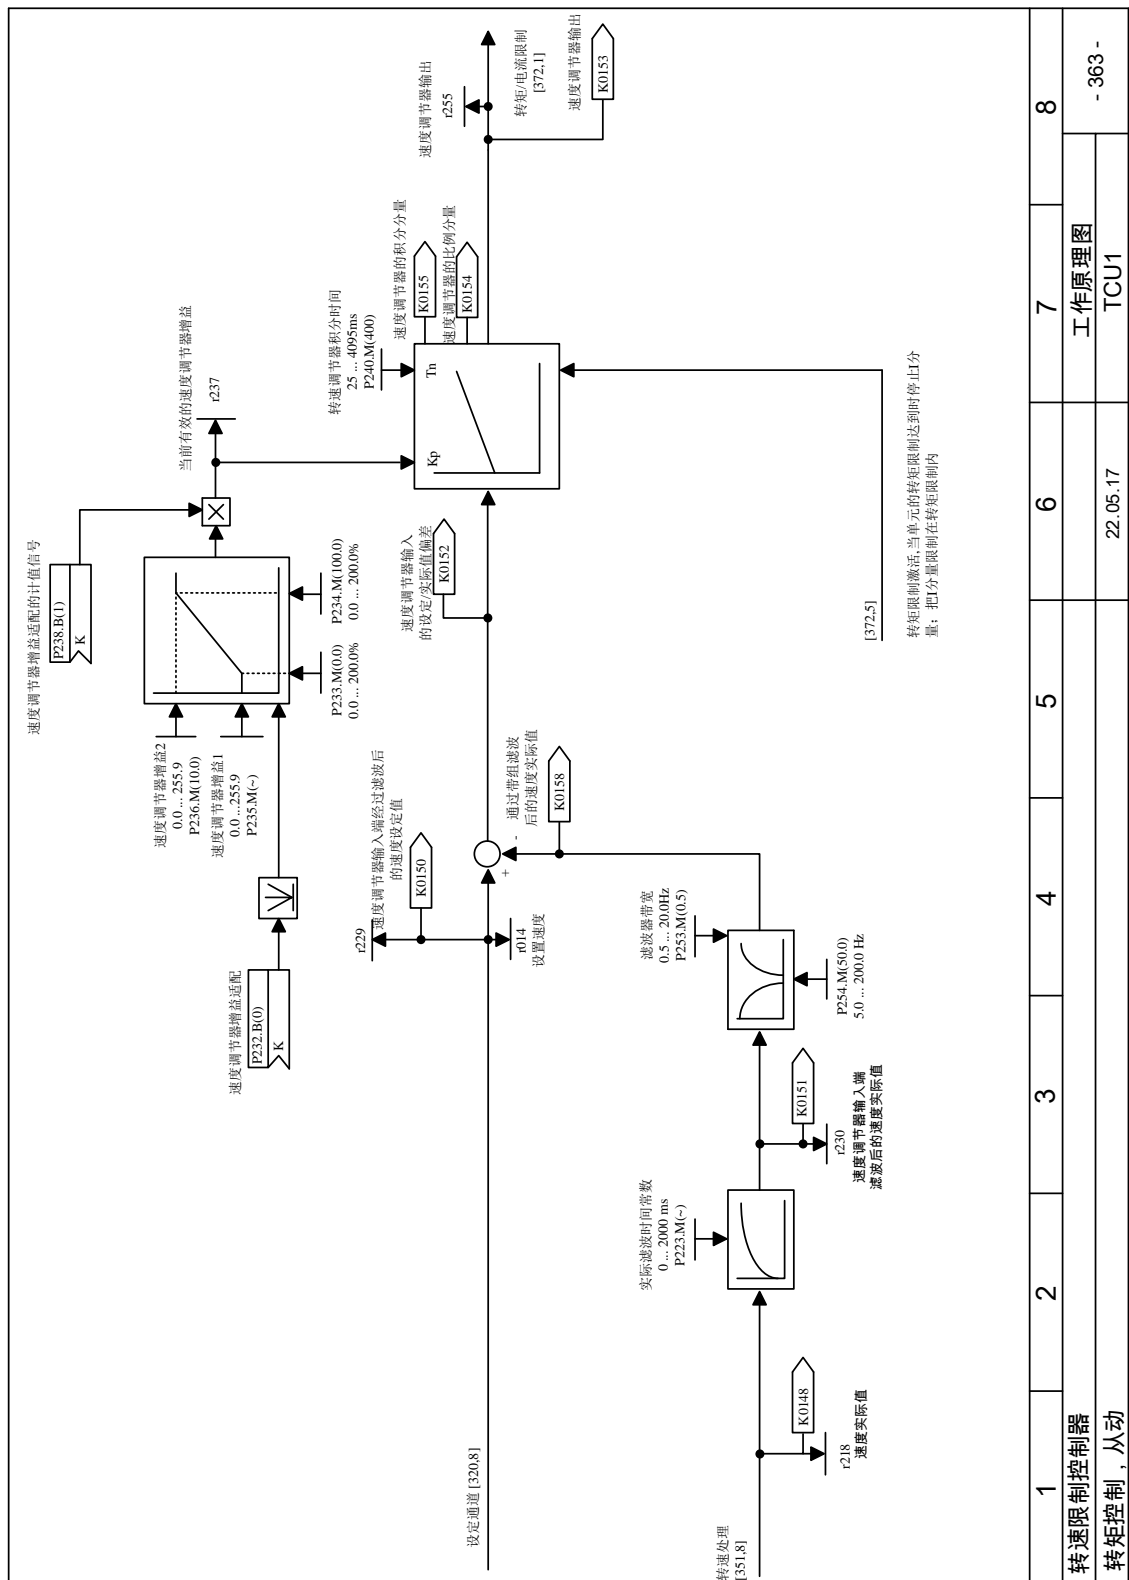 速度调节器增益适配的计值信号
P238.B(1)
K
当前有效的速度调节器增益
r237
速度调节器增益2
0.0 ... 255.9
P236.M(10.0)
速度调节器增益1
0.0 ...255.9
P235.M(~)
P233.M(0.0)
0.0 ... 200.0%
P234.M(100.0)
0.0 ... 200.0%
速度调节器增益适配
P232.B(0)
K
转速调节器积分时间
25 ... 4095ms
P240.M(400)
速度调节器的积分分量
K0155
速度调节器的比例分量
K0154
Kp
Tn
速度调节器输出
r255
转矩/电流限制
[372,1]
速度调节器输出
K0153
速度调节器输入
的设定/实际值偏差
K0152
r229
速度调节器输入端经过滤波后
的速度设定值
K0150
r014
设置速度
设定通道 [320,8]
+
-
通过带组滤波
后的速度实际值
K0158
滤波器带宽
0.5 ... 20.0Hz
P253.M(0.5)
P254.M(50.0)
5.0 ... 200.0 Hz
实际滤波时间常数
0 ... 2000 ms
P223.M(~)
K0151
r230
速度调节器输入端
滤波后的速度实际值
转速处理
[351,8]
K0148
r218
速度实际值
[372,5]
转矩限制激活,当单元的转矩限制达到时停止I分
量；把I分量限制在转矩限制内
1 2 3 4 5 6 7 8
转速限制控制器
工作原理图
- 363 -
转矩控制，从动
22.05.17
TCU1